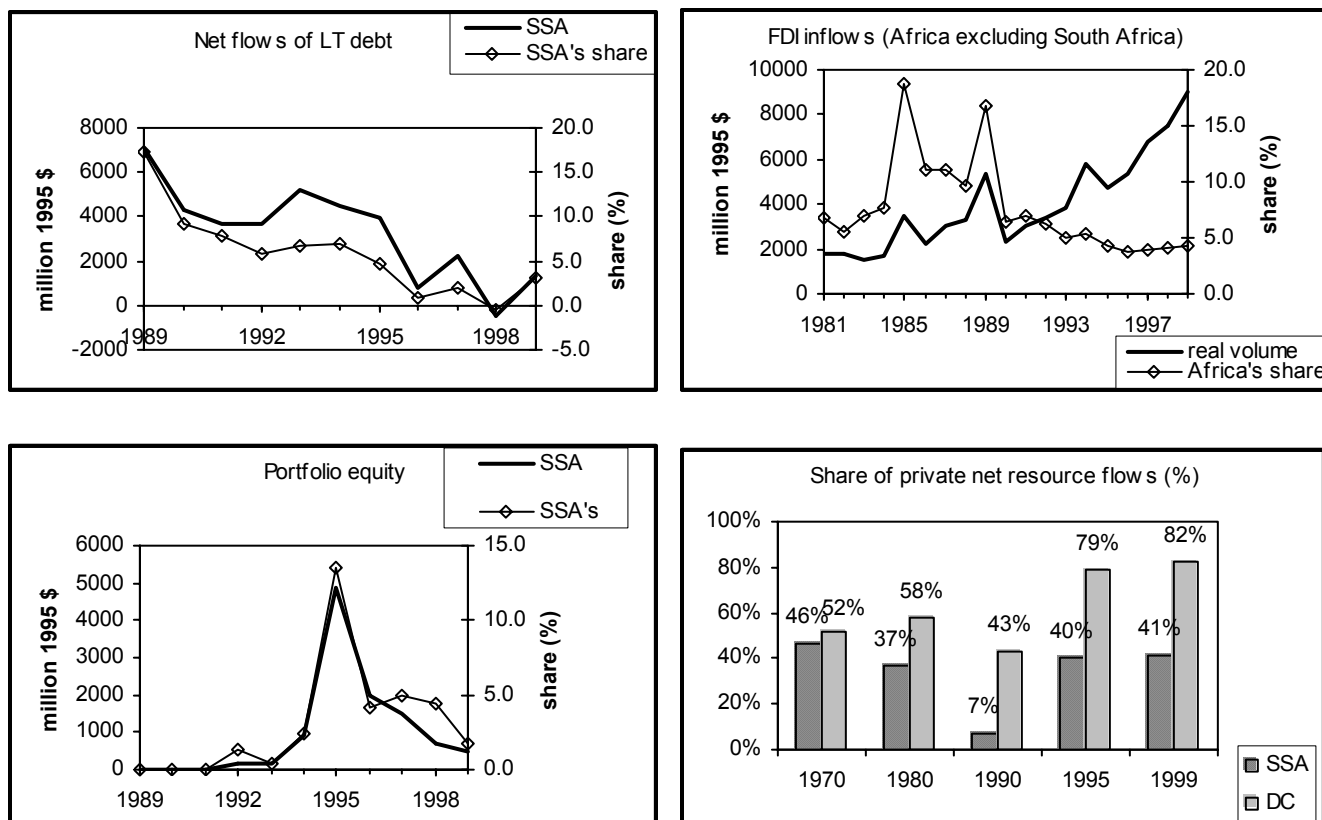 Net flows of LT debt
SSA
SSA's share
million 1995 $
8000
6000
4000
2000
0
-2000
20.0
15.0
10.0
5.0
0.0
-5.0
share (%)
1989 1992 1995 1998
FDI inflows (Africa excluding South Africa)
million 1995 $
10000
8000
6000
4000
2000
0
20.0
15.0
10.0
5.0
0.0
share (%)
1981 1985 1989 1993 1997
real volume
Africa's share
Portfolio equity
SSA
SSA's
million 1995 $
6000
5000
4000
3000
2000
1000
0
15.0
10.0
5.0
0.0
share (%)
1989 1992 1995 1998
Share of private net resource flows (%)
100%
80%
60%
40%
20%
0%
46% 52%
37% 58%
7% 43%
40% 79%
41% 82%
1970 1980 1990 1995 1999
SSA
DC